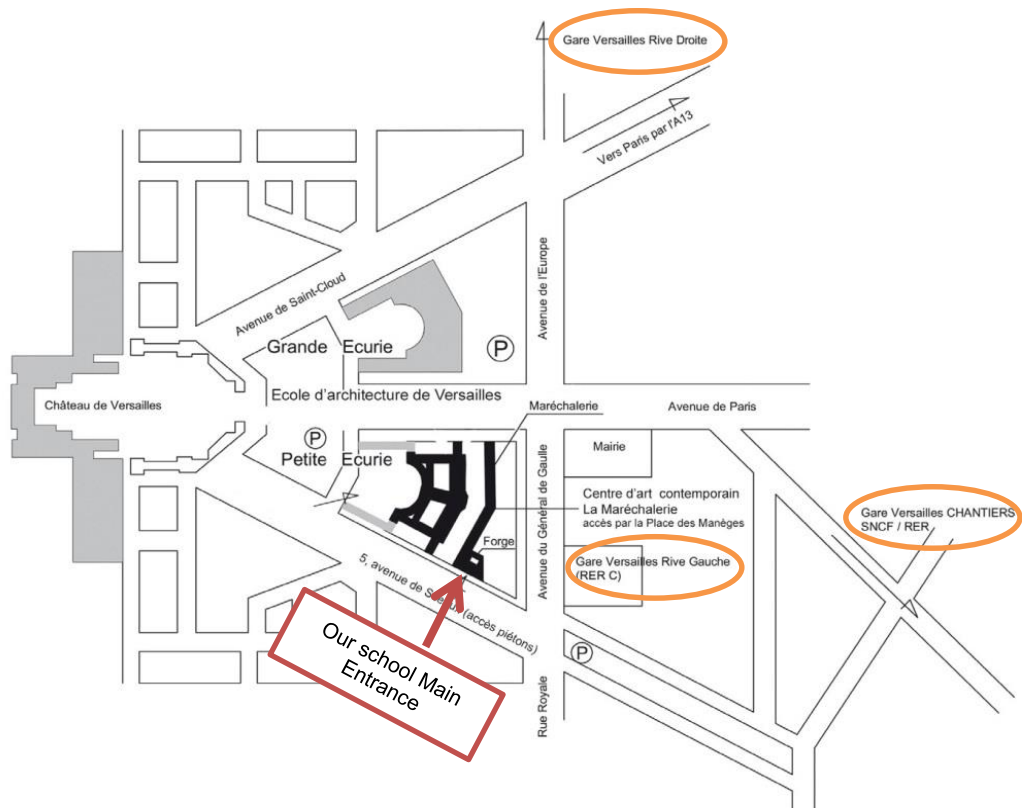 Gare Versailles Rive Droite
Vers Paris par l'A13
Avenue de Saint-Cloud
Avenue de l'Europe
Grande Ecurie
P
Ecole d'architecture de Versailles
Château de Versailles
Maréchalerie
Avenue de Paris
P
Petite Ecurie
Mairie
Avenue du Général de Gaulle
Centre d'art contemporain
La Maréchalerie
accès par la Place des Manèges
Gare Versailles CHANTIERS
SNCF / RER
Forge
Gare Versailles Rive Gauche
(RER C)
5, avenue de (accès piétons)
Our school Main
Entrance
P
Rue Royale